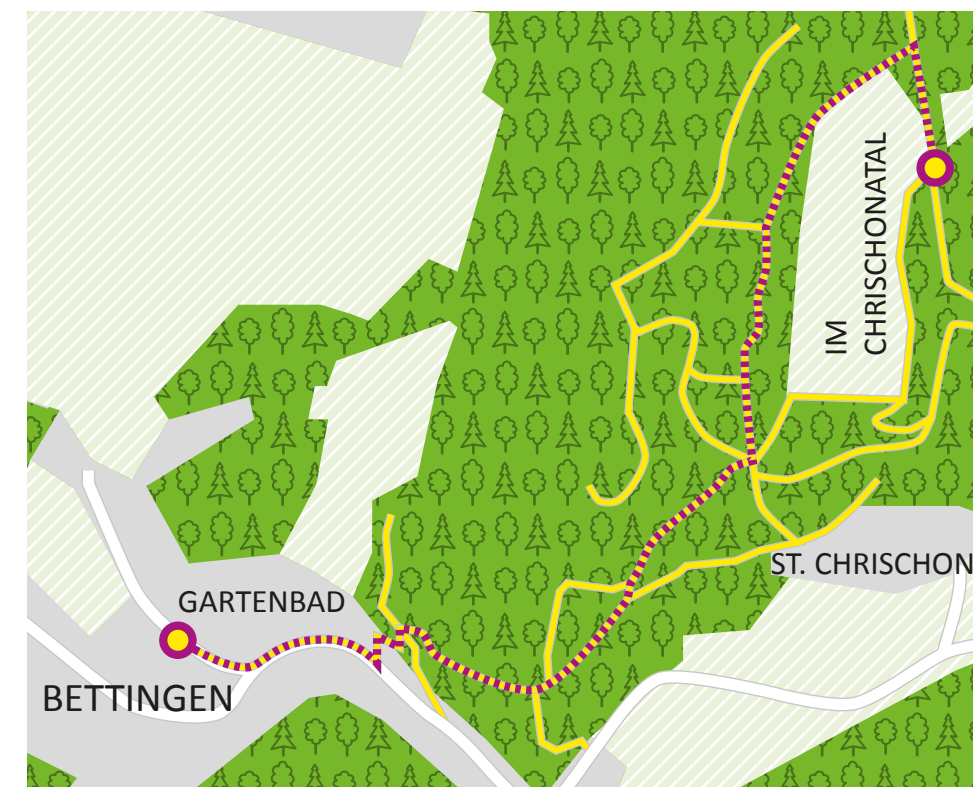 IM
CHRISCHONATAL
ST. CHRISCHON
GARTENBAD
BETTINGEN